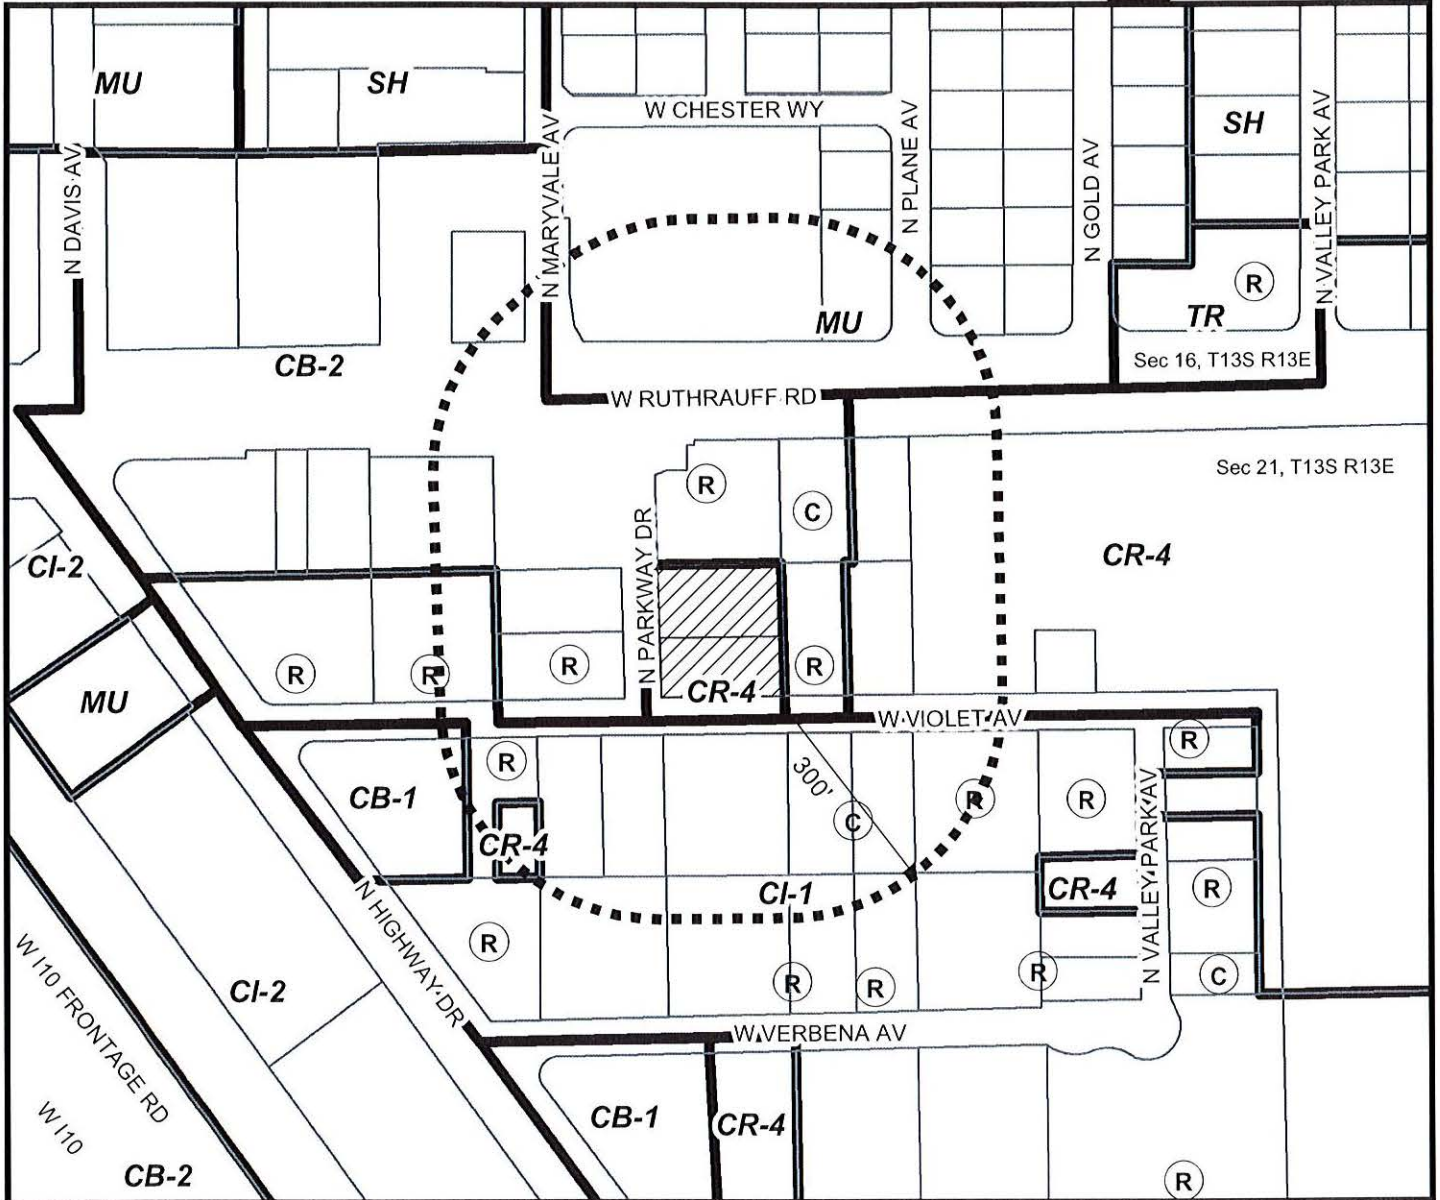 MU
SH
W CHESTER WY
N PLANE AV
N GOLD AV
SH
N VALLEY PARK AV
N DAVIS AV
N MARYVALE AV
R
TR
MU
CB-2
Sec 16, T13S R13E
W RUTHRAUFF RD
Sec 21, T13S R13E
R
C
N PARKWAY DR
CI-2
CR-4
R
R
R
R
CR-4
MU
W VIOLET AV
R
R
300'
CB-1
C
R
R
N VALLEY PARK AV
CR-4
CI-1
CR-4
R
N HIGHWAY DR
R
R
R
R
C
W I10 FRONTAGE RD
CI-2
W VERBENA AV
W I10
CB-1
CR-4
CB-2
R